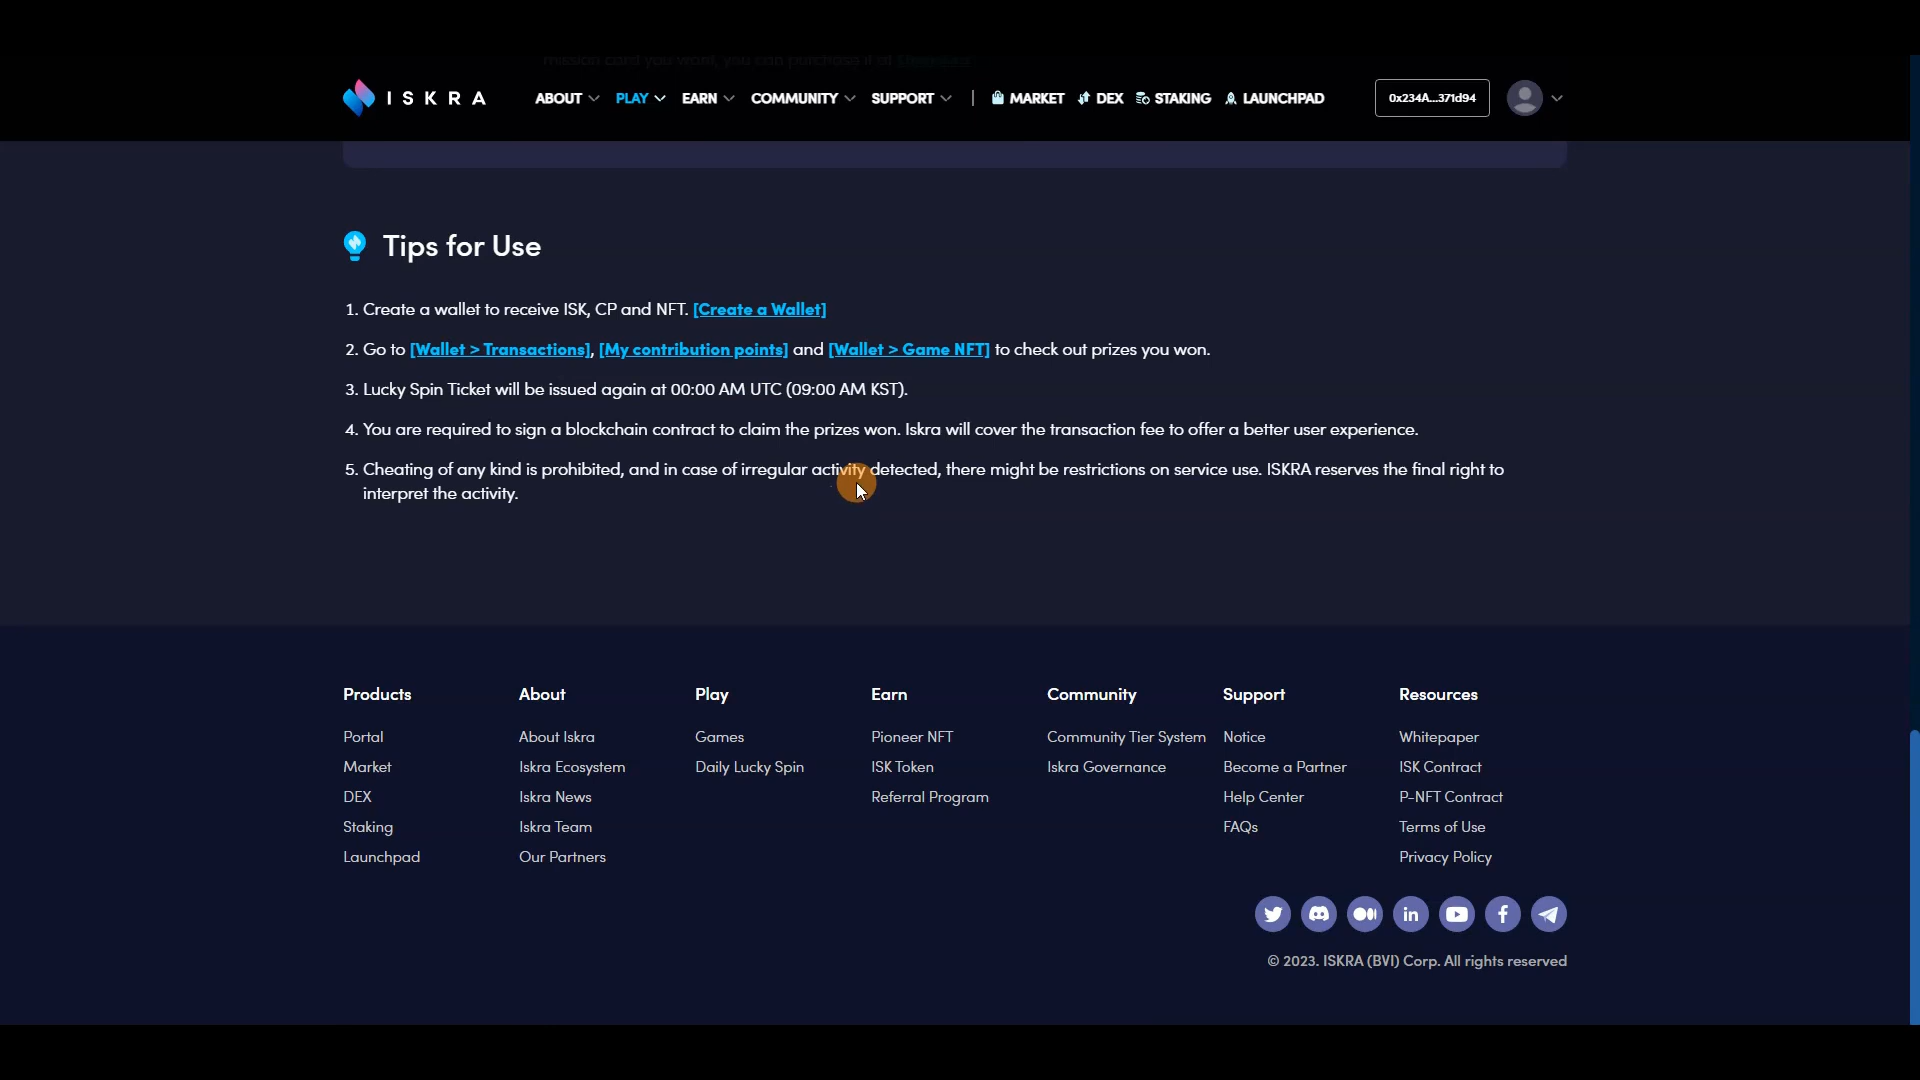 mission card you want, you can purchase it at
ISKRA ABOUT PLAY EARN COMMUNITY SUPPORT | MARKET DEX STAKING LAUNCHPAD 0x234A...371d94
Tips for Use
1. Create a wallet to receive ISK, CP and NFT. [Create a Wallet]
2. Go to [Wallet > Transactions], [My contribution points] and [Wallet > Game NFT] to check out prizes you won.
3. Lucky Spin Ticket will be issued again at 00:00 AM UTC (09:00 AM KST).
4. You are required to sign a blockchain contract to claim the prizes won. Iskra will cover the transaction fee to offer a better user experience.
5. Cheating of any kind is prohibited, and in case of irregular activity detected, there might be restrictions on service use. ISKRA reserves the final right to
interpret the activity.
Products About Play Earn Community Support Resources
Portal About Iskra Games Pioneer NFT Community Tier System Notice Whitepaper
Market Iskra Ecosystem Daily Lucky Spin ISK Token Iskra Governance Become a Partner ISK Contract
DEX Iskra News Referral Program Help Center P-NFT Contract
Staking Iskra Team FAQs Terms of Use
Launchpad Our Partners Privacy Policy
© 2023. ISKRA (BVI) Corp. All rights reserved